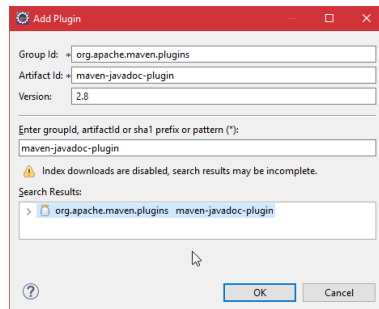 Add Plugin
Group Id: * org.apache.maven.plugins
Artifact Id: * maven-javadoc-plugin
Version: 2.8
Enter groupId, artifactId or sha1 prefix or pattern (*):
maven-javadoc-plugin
Index downloads are disabled, search results may be incomplete.
Search Results:
org.apache.maven.plugins maven-javadoc-plugin
OK Cancel